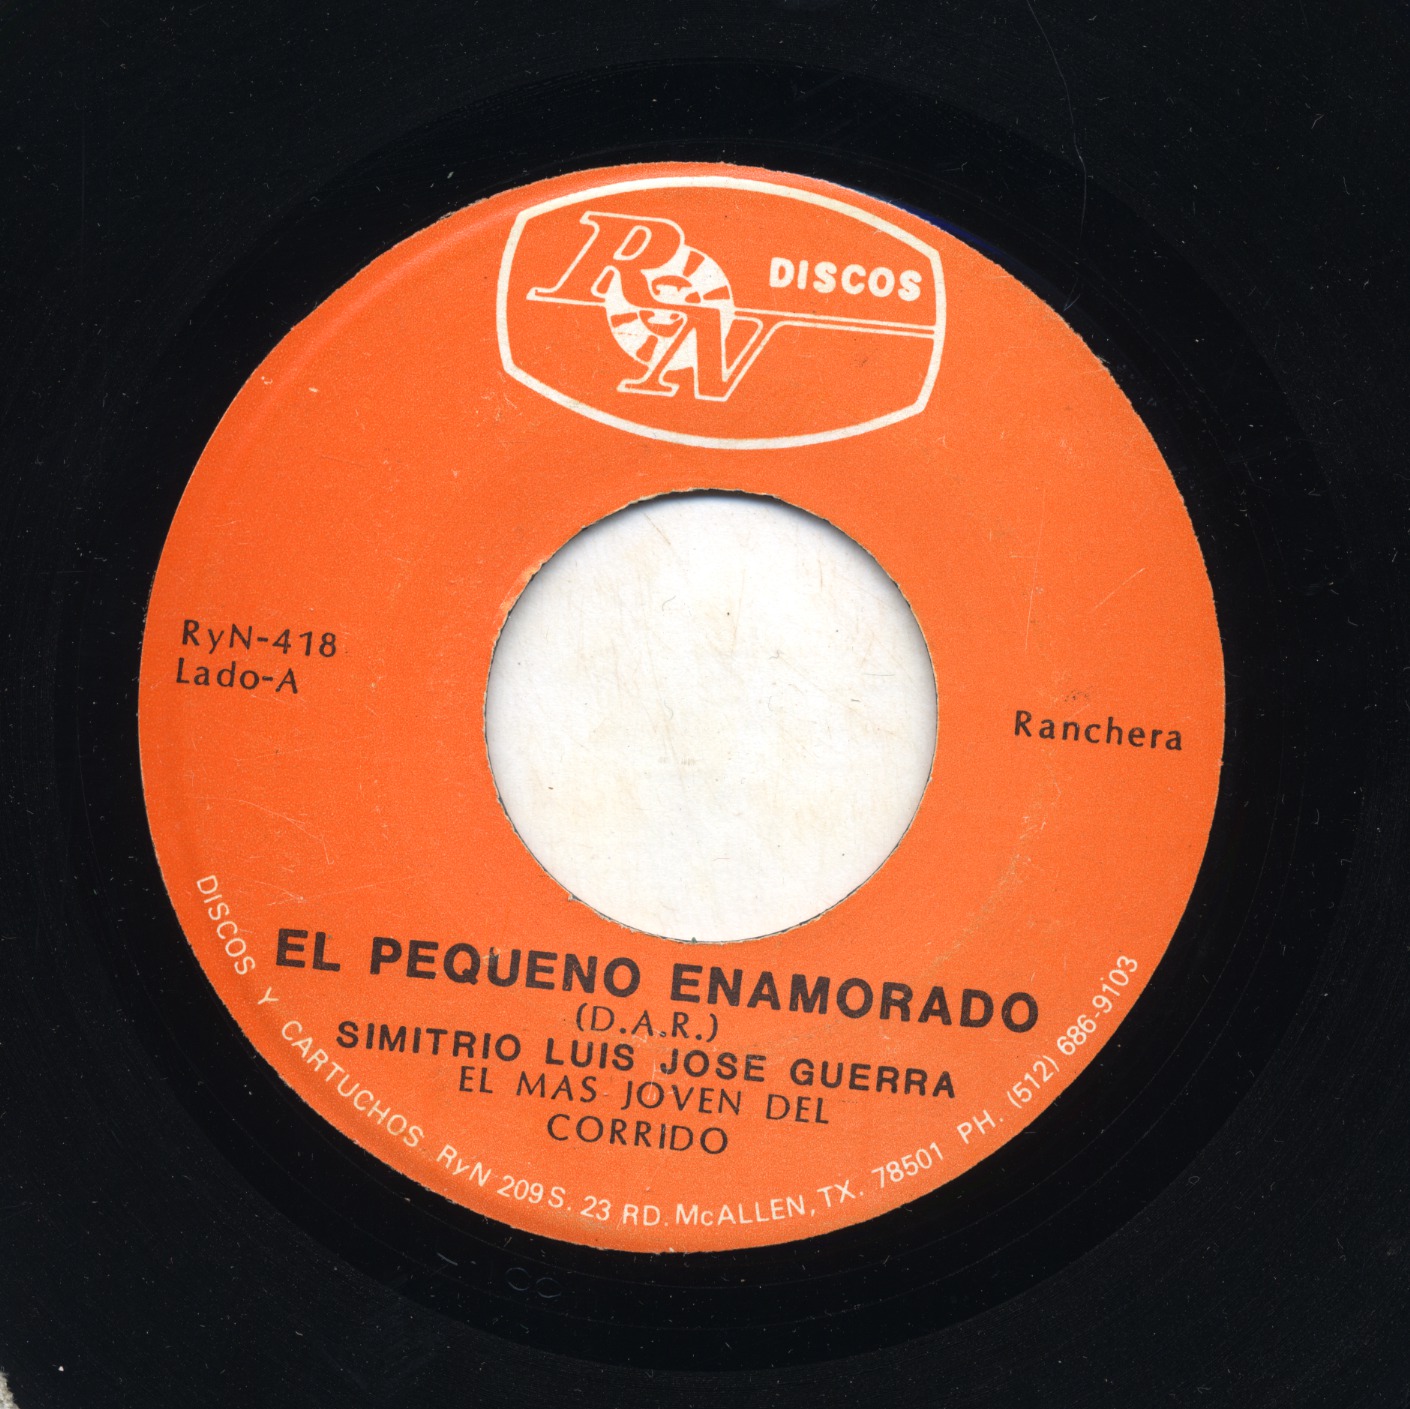 RyN DISCOS
RyN-418
Lado-A
Ranchera
EL PEQUENO ENAMORADO
(D.A.R.)
SIMITRIO LUIS JOSE GUERRA
EL MAS JOVEN DEL
CORRIDO
DISCOS Y CARTUCHOS RyN 209 S. 23 RD. McALLEN, TX. 78501 PH. (512) 686-9103